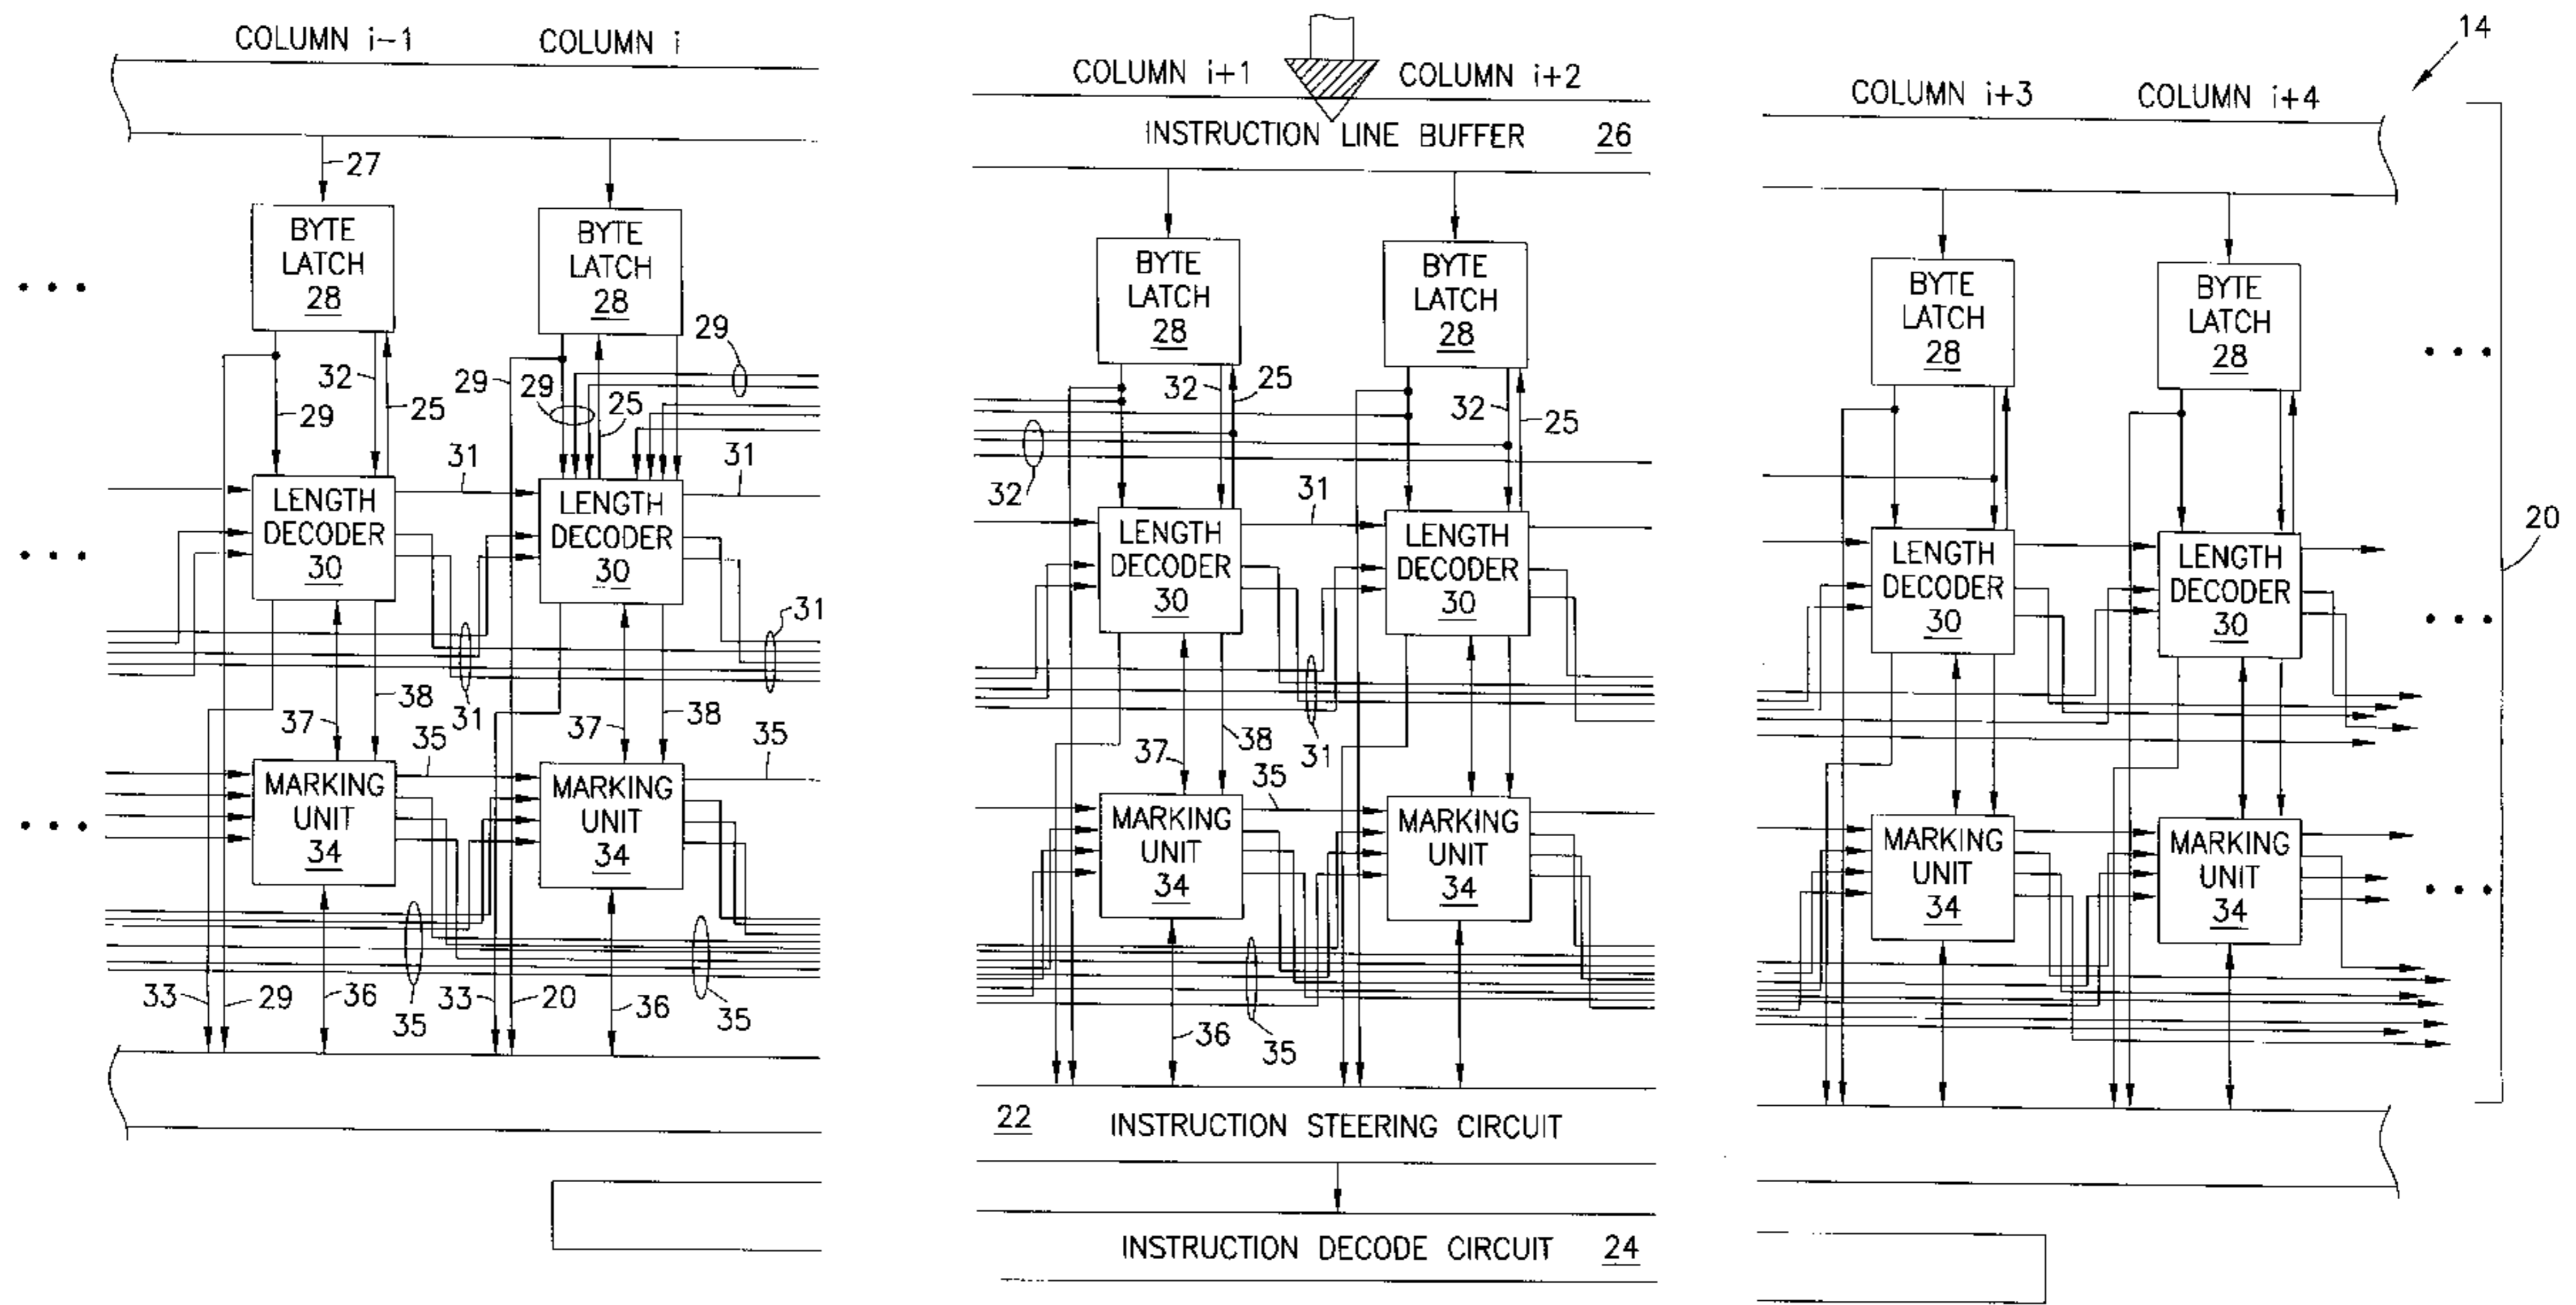 COLUMN i-1
COLUMN i
27
BYTE
LATCH
28
BYTE
LATCH
28
29
32
29
25
29
29
25
31
31
LENGTH
DECODER
30
LENGTH
DECODER
30
31
31
37
38
37
38
35
35
MARKING
UNIT
34
MARKING
UNIT
34
33
29
36
35
33
20
36
35
COLUMN i+1
COLUMN i+2
INSTRUCTION LINE BUFFER 26
BYTE
LATCH
28
BYTE
LATCH
28
32
25
32
25
32
31
LENGTH
DECODER
30
LENGTH
DECODER
30
31
37
38
35
MARKING
UNIT
34
MARKING
UNIT
34
36
35
22 INSTRUCTION STEERING CIRCUIT
INSTRUCTION DECODE CIRCUIT 24
14
COLUMN i+3
COLUMN i+4
BYTE
LATCH
28
BYTE
LATCH
28
20
LENGTH
DECODER
30
LENGTH
DECODER
30
MARKING
UNIT
34
MARKING
UNIT
34